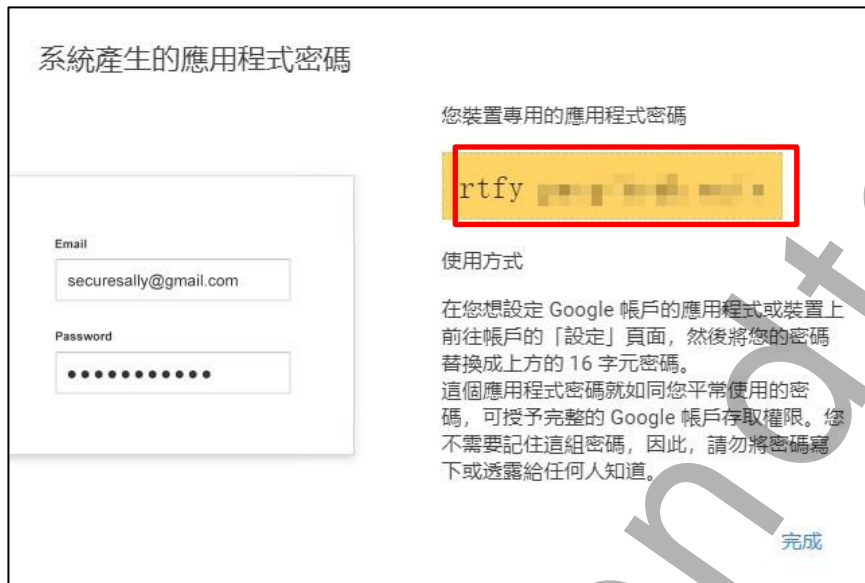 系統產生的應用程式密碼
Email
securesally@gmail.com
Password
您裝置專用的應用程式密碼
rtfy
使用方式
在您想設定 Google 帳戶的應用程式或裝置上
前往帳戶的「設定」頁面，然後將您的密碼
替換成上方的 16 字元密碼。
這個應用程式密碼就如同您平常使用的密
碼，可授予完整的 Google 帳戶存取權限。您
不需要記住這組密碼，因此，請勿將密碼寫
下或透露給任何人知道。
完成